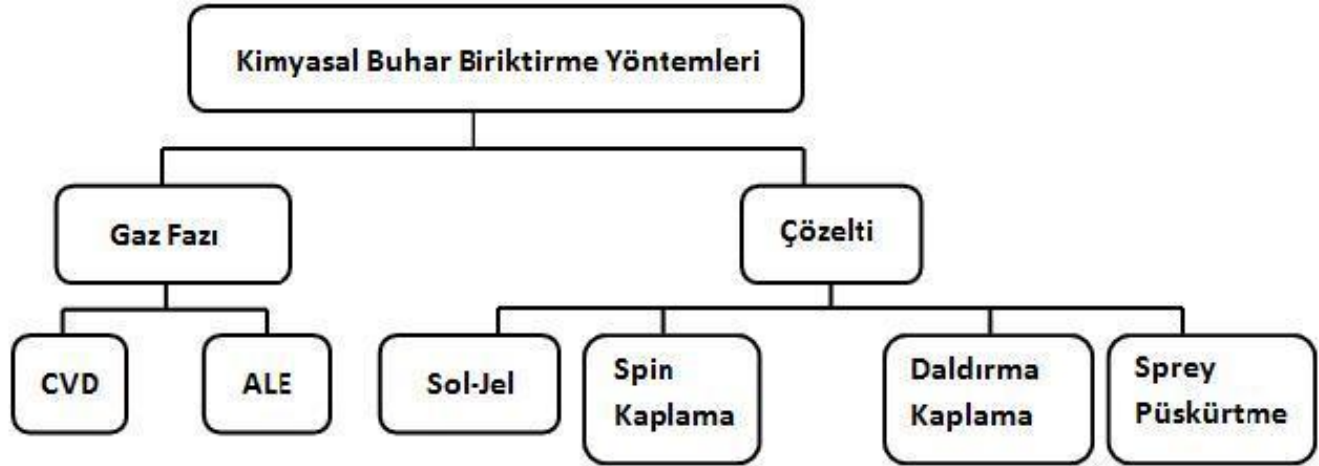 Kimyasal Buhar Biriktirme Yöntemleri
Gaz Fazı
Çözelti
CVD
ALE
Sol-Jel
Spin
Kaplama
Daldırma
Kaplama
Sprey
Püskürtme